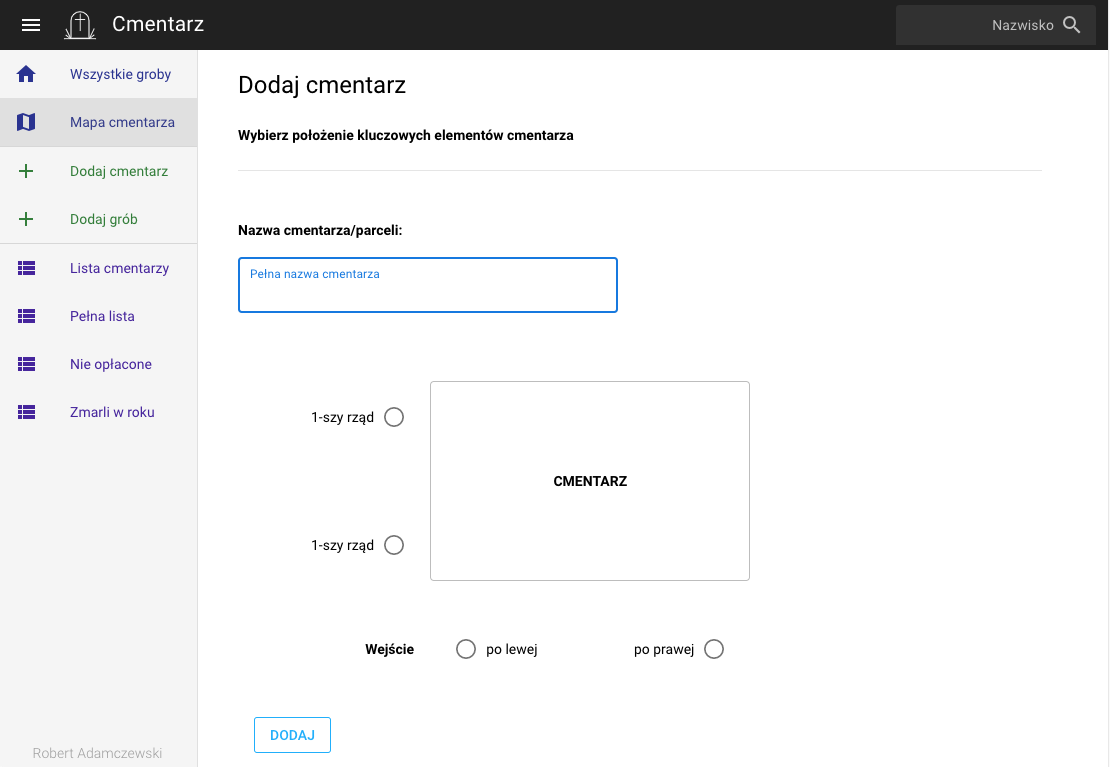 Cmentarz
Nazwisko
Wszystkie groby
Mapa cmentarza
Dodaj cmentarz
Dodaj grób
Lista cmentarzy
Pełna lista
Nie opłacone
Zmarli w roku
Robert Adamczewski
Dodaj cmentarz
Wybierz położenie kluczowych elementów cmentarza
Nazwa cmentarza/parceli:
Pełna nazwa cmentarza
1-szy rząd
CMENTARZ
1-szy rząd
Wejście po lewej po prawej
DODAJ